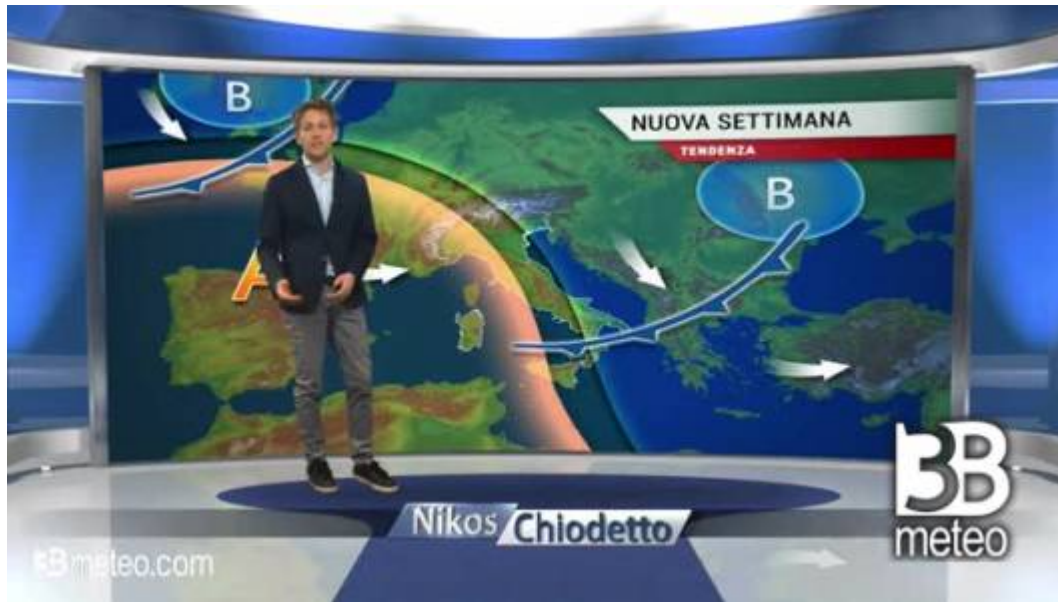 B
NUOVA SETTIMANA
TENDENZA
B
A
Nikos Chiodetto
3B
meteo
3Bmeteo.com